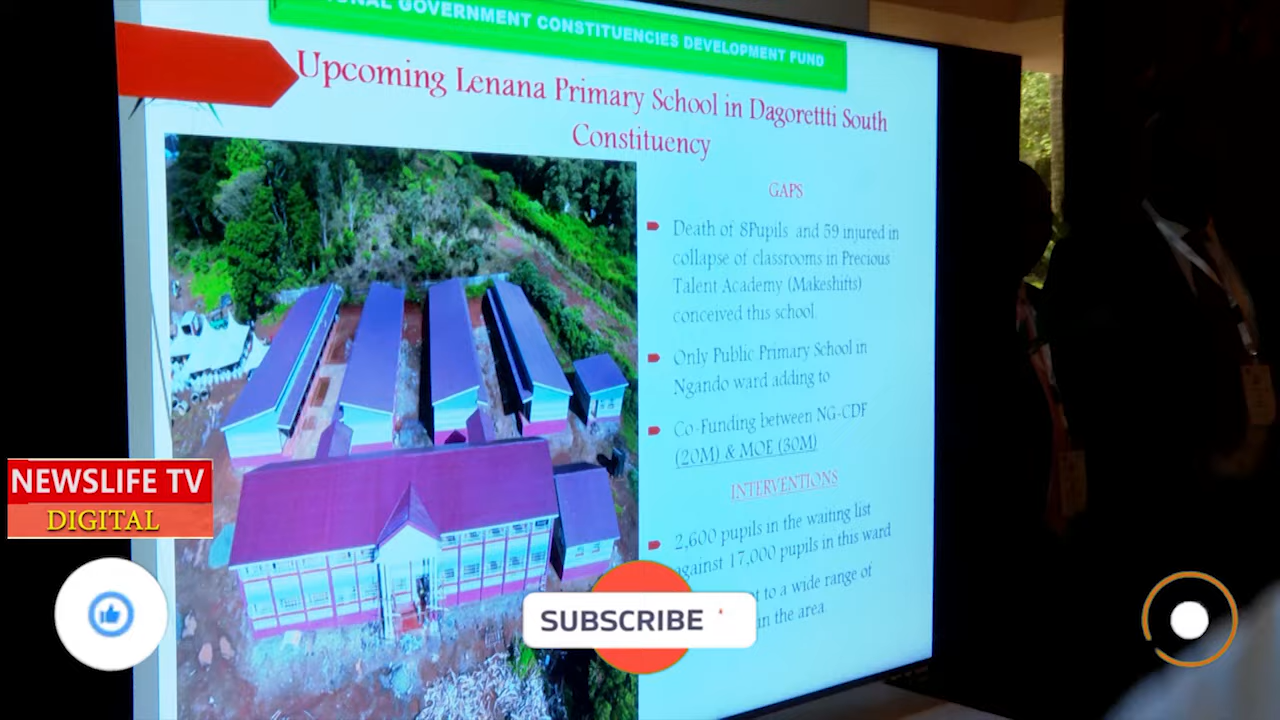 IONAL GOVERNMENT CONSTITUENCIES DEVELOPMENT FUND
Upcoming Lenana Primary School in Dagorettti South
Constituency
GAPS
Death of 8Pupils and 59 injured in
collapse of classrooms in Precious
Talent Academy (Makeshifts)
conceived this school
Only Public Primary School in
Ngando ward adding to
Co-Funding between NG-CDF
(20M) & MOE (30M)
INTERVENTIONS
2,600 pupils in the waiting list
against 17,000 pupils in this ward
to a wide range of
in the area.
NEWSLIFE TV
DIGITAL
SUBSCRIBE